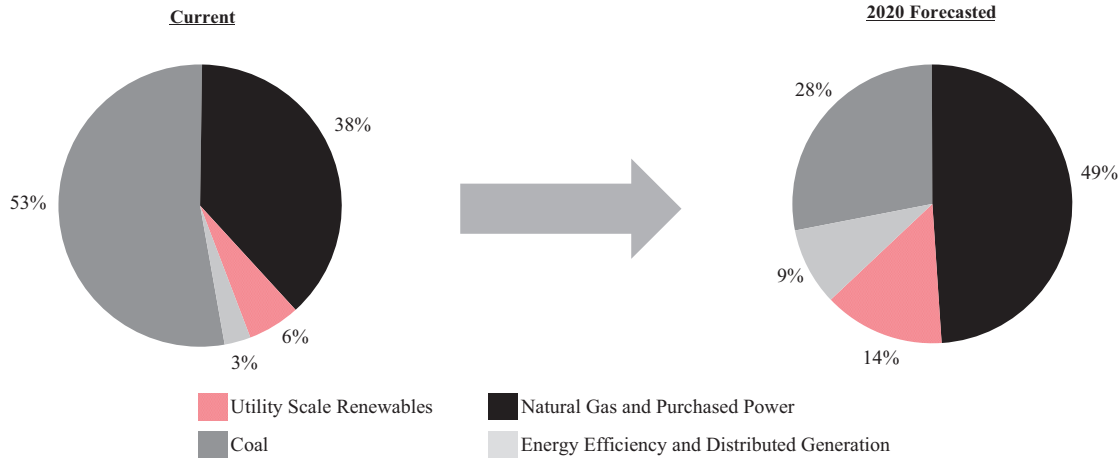 Current
2020 Forecasted
38%
53%
6%
3%
28%
49%
9%
14%
Utility Scale Renewables
Natural Gas and Purchased Power
Coal
Energy Efficiency and Distributed Generation